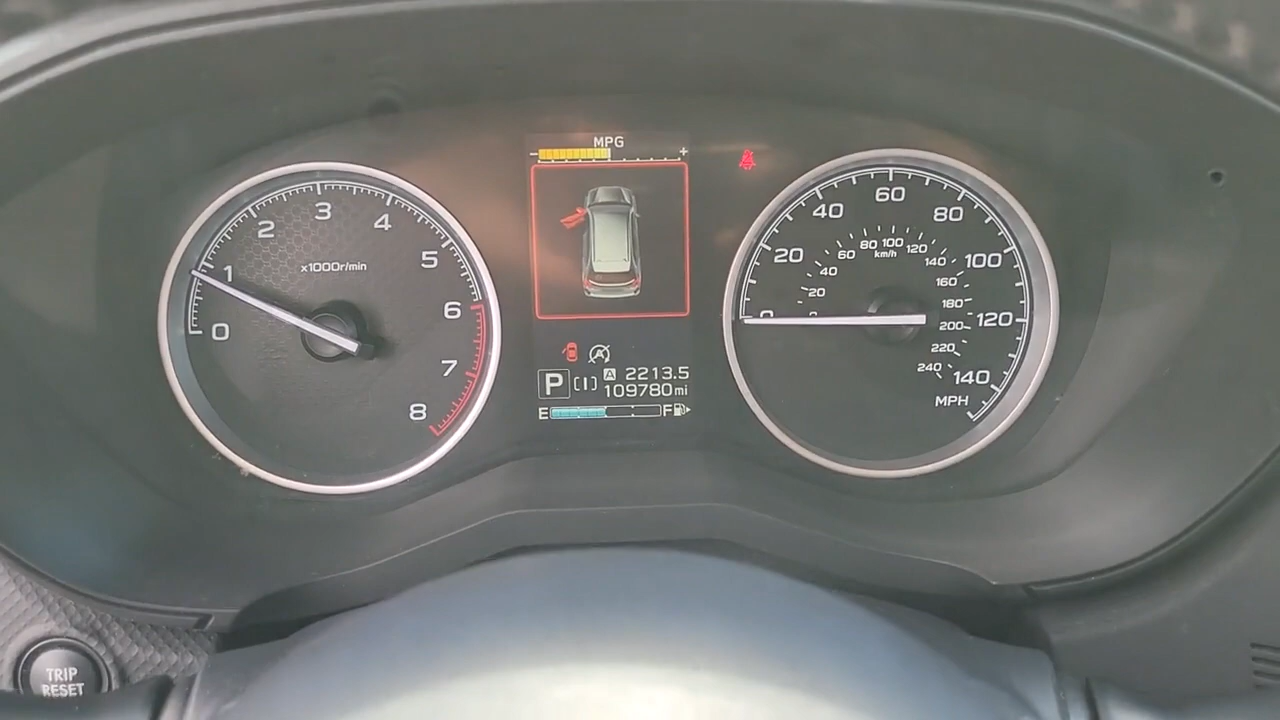 MPG
- +
0 1 2 3 4 5 6 7 8
x1000r/min
P [I] A 2213.5
109780mi
E F
0 20 40 60 80 100 120 140
MPH
20 40 60 80 100 120 140 160 180 200 220 240
km/h
TRIP
RESET